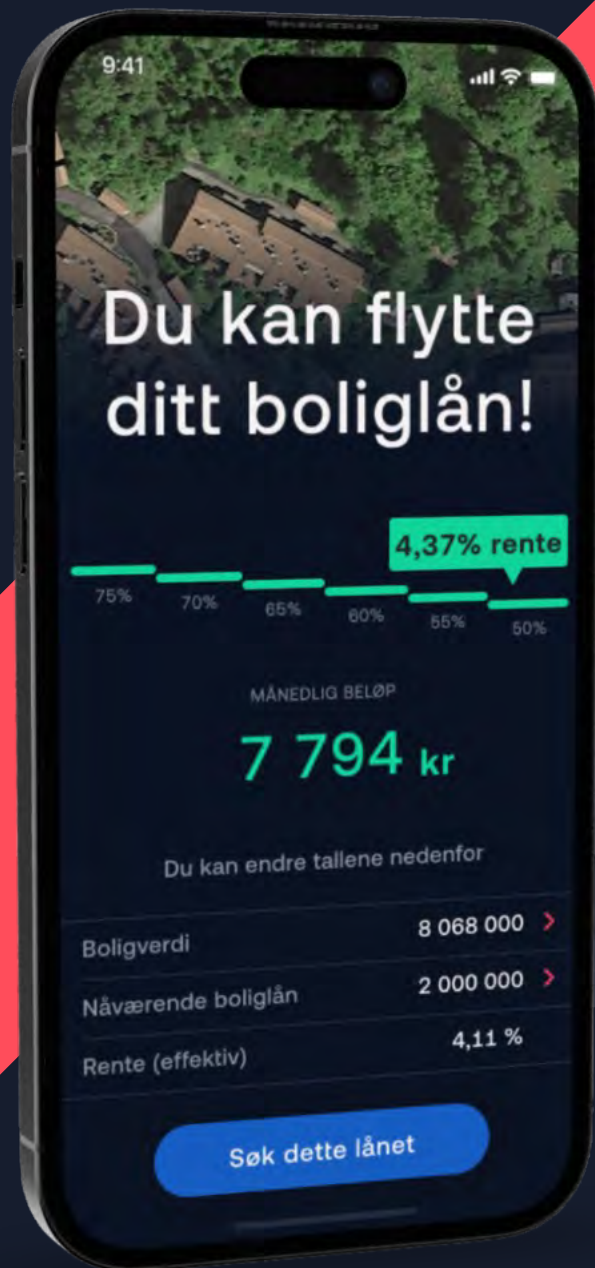 9:41
Du kan flytte
ditt boliglån!
4,37% rente
75% 70% 65% 60% 55% 50%
MÅNEDLIG BELØP
7 794 kr
Du kan endre tallene nedenfor
Boligverdi 8 068 000
Nåværende boliglån 2 000 000
Rente (effektiv) 4,11 %
Søk dette lånet